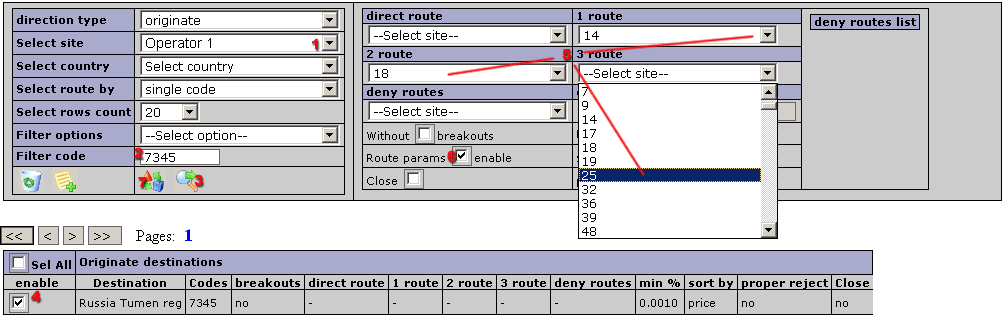 direction type originate
Select site Operator 1 1
Select country Select country
Select route by single code
Select rows count 20
Filter options --Select option--
Filter code 2 7345
7 3
direct route 1 route
--Select site-- 14
2 route 5 3 route
18 --Select site--
deny routes
--Select site--
Without breakouts
Route params 6 enable
Close
7
9
14
17
18
19
25
32
36
39
48
deny routes list
<< < > >> Pages: 1
Sel All Originate destinations
enable Destination Codes breakouts direct route 1 route 2 route 3 route deny routes min % sort by proper reject Close
4 Russia Tumen reg 7345 no - - - - - 0.0010 price no no